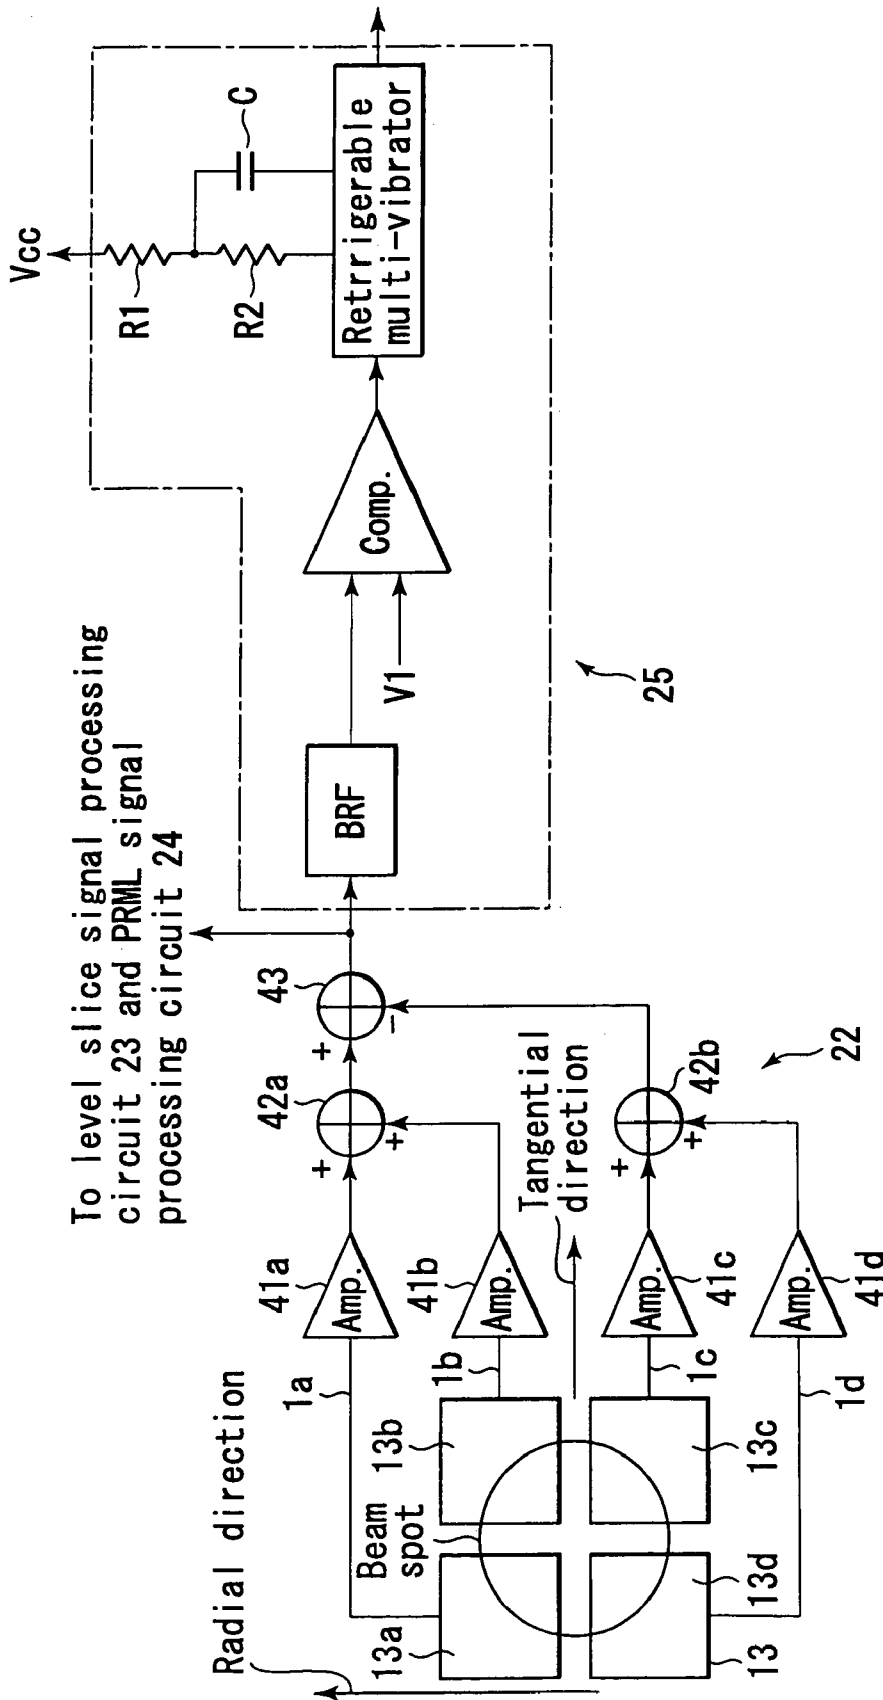 Radial direction
Beam
spot
13a
13b
13c
13d
13
1a
1b
1c
1d
41a
41b
41c
41d
Amp.
Amp.
Amp.
Amp.
Tangential
direction
42a
42b
43
+
+
+
+
+
-
22
To level slice signal processing
circuit 23 and PRML signal
processing circuit 24
BRF
V1
Comp.
25
Retrrigerable
multi-vibrator
R1
R2
C
Vcc